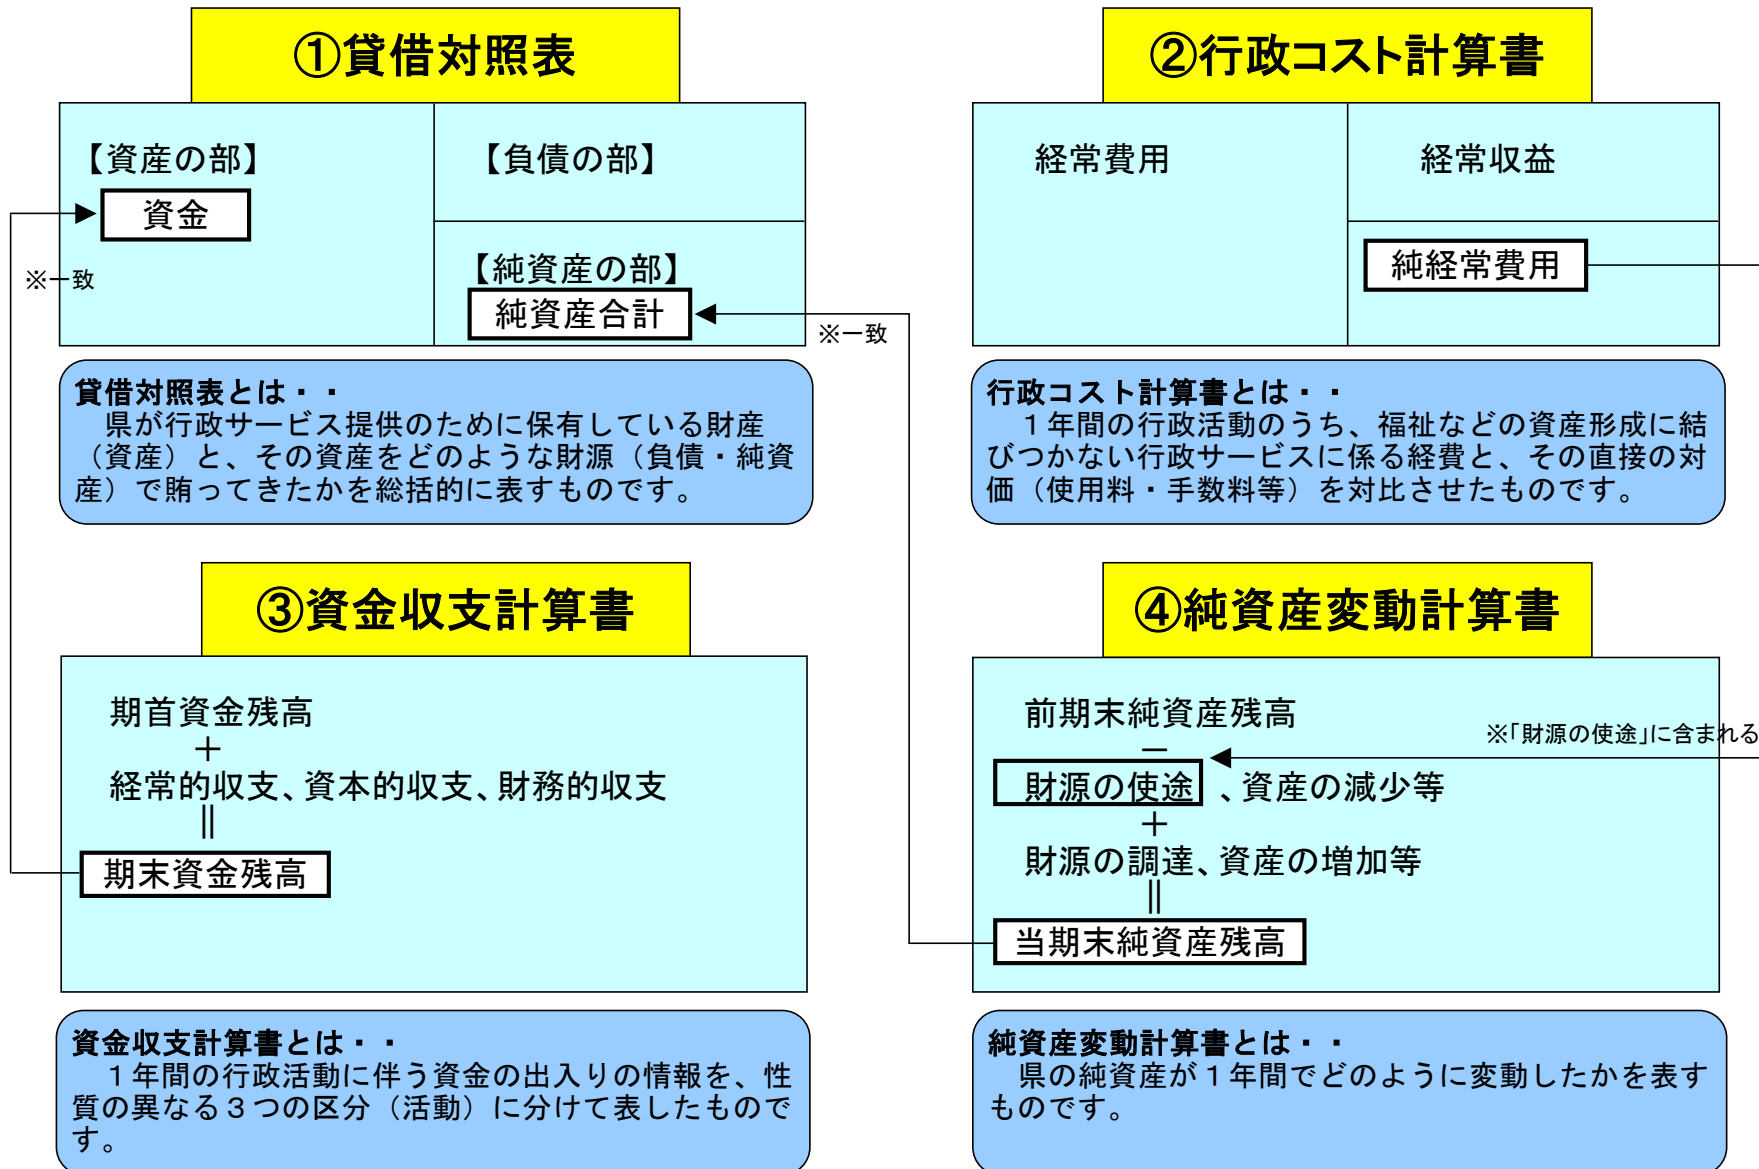 ①貸借対照表
【資産の部】
【負債の部】
資金
※一致
【純資産の部】
純資産合計
※一致
貸借対照表とは・・
　県が行政サービス提供のために保有している財産
（資産）と、その資産をどのような財源（負債・純資
産）で賄ってきたかを総括的に表すものです。
②行政コスト計算書
経常費用
経常収益
純経常費用
行政コスト計算書とは・・
　１年間の行政活動のうち、福祉などの資産形成に結
びつかない行政サービスに係る経費と、その直接の対
価（使用料・手数料等）を対比させたものです。
③資金収支計算書
期首資金残高
＋
経常的収支、資本的収支、財務的収支
＝
期末資金残高
資金収支計算書とは・・
　１年間の行政活動に伴う資金の出入りの情報を、性
質の異なる３つの区分（活動）に分けて表したもので
す。
④純資産変動計算書
前期末純資産残高
※「財源の使途」に含まれる
－
財源の使途、資産の減少等
＋
財源の調達、資産の増加等
＝
当期末純資産残高
純資産変動計算書とは・・
　県の純資産が１年間でどのように変動したかを表す
ものです。